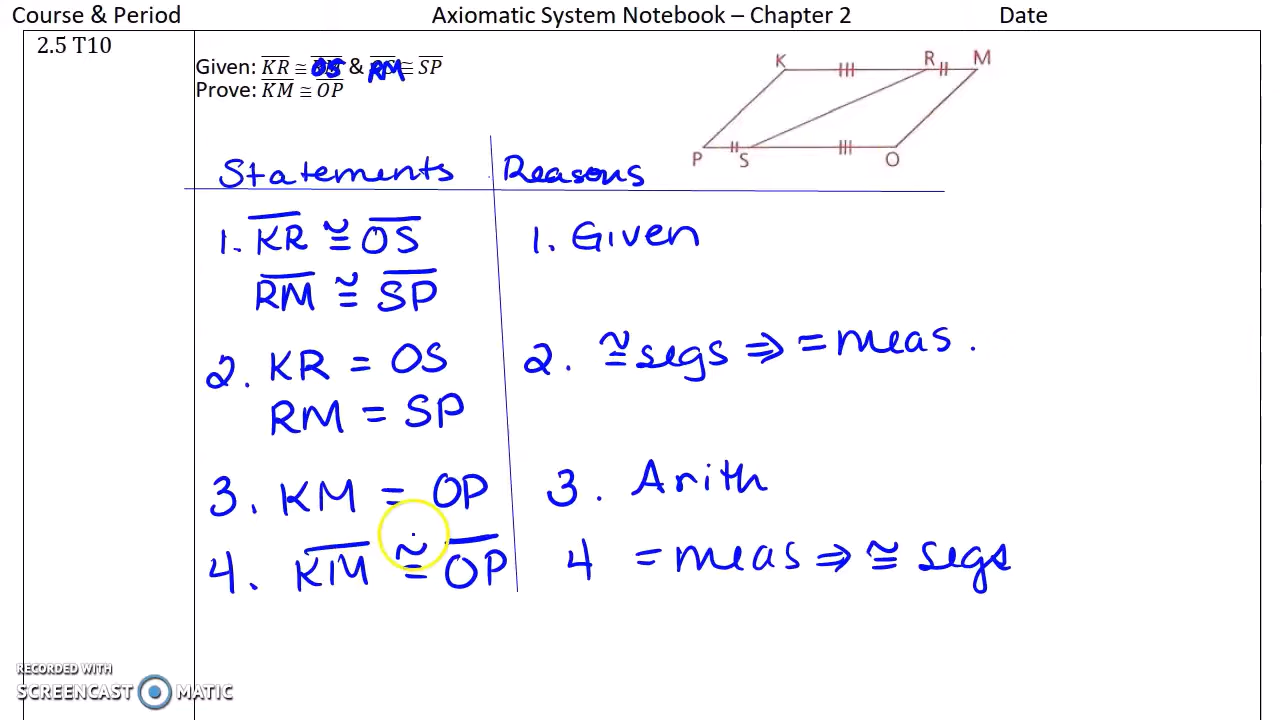 Course & Period Axiomatic System Notebook – Chapter 2 Date
2.5 T10
Given: KR ≅ OS & RM ≅ SP
Prove: KM ≅ OP
K R M
P S O
Statements Reasons
1. KR ≅ OS 1. Given
RM ≅ SP
2. KR = OS 2. ≅ segs ⇒ = meas.
RM = SP
3. KM = OP 3. Arith
4. KM ≅ OP 4 = meas ⇒ ≅ segs
RECORDED WITH
SCREENCAST MATIC